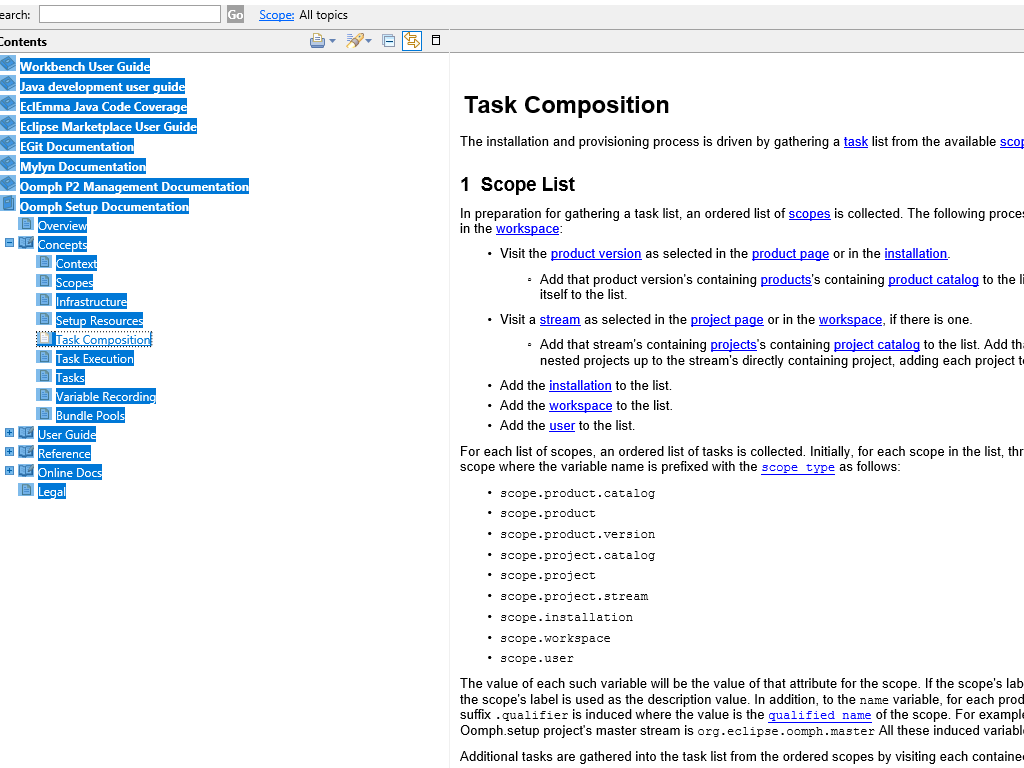 earch:
Go
Scope: All topics
Contents
Workbench User Guide
Java development user guide
EclEmma Java Code Coverage
Eclipse Marketplace User Guide
EGit Documentation
Mylyn Documentation
Oomph P2 Management Documentation
Oomph Setup Documentation
Overview
Concepts
Context
Scopes
Infrastructure
Setup Resources
Task Composition
Task Execution
Tasks
Variable Recording
Bundle Pools
User Guide
Reference
Online Docs
Legal
Task Composition
The installation and provisioning process is driven by gathering a task list from the available scop
1 Scope List
In preparation for gathering a task list, an ordered list of scopes is collected. The following proces
in the workspace:
• Visit the product version as selected in the product page or in the installation.
◦ Add that product version's containing products's containing product catalog to the li
itself to the list.
• Visit a stream as selected in the project page or in the workspace, if there is one.
◦ Add that stream's containing projects's containing project catalog to the list. Add tha
nested projects up to the stream's directly containing project, adding each project to
• Add the installation to the list.
• Add the workspace to the list.
• Add the user to the list.
For each list of scopes, an ordered list of tasks is collected. Initially, for each scope in the list, thr
scope where the variable name is prefixed with the scope type as follows:
• scope.product.catalog
• scope.product
• scope.product.version
• scope.project.catalog
• scope.project
• scope.project.stream
• scope.installation
• scope.workspace
• scope.user
The value of each such variable will be the value of that attribute for the scope. If the scope's lab
the scope's label is used as the description value. In addition, to the name variable, for each prod
suffix .qualifier is induced where the value is the qualified name of the scope. For example
Oomph.setup project's master stream is org.eclipse.oomph.master All these induced variable
Additional tasks are gathered into the task list from the ordered scopes by visiting each containe